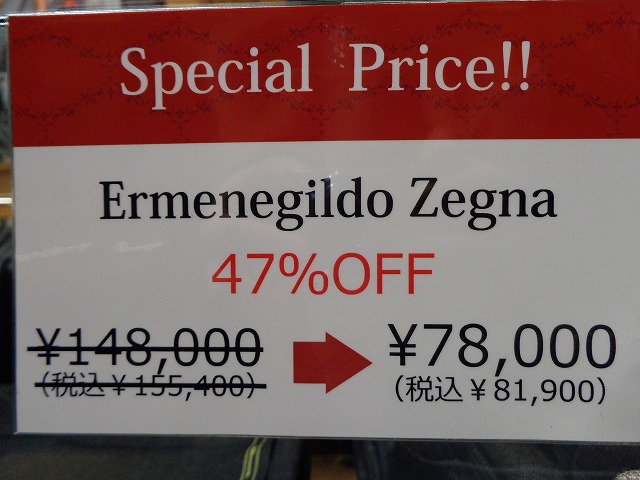 Special Price!!
Ermenegildo Zegna
47%OFF
¥148,000
(税込¥155,400)
¥78,000
(税込¥81,900)